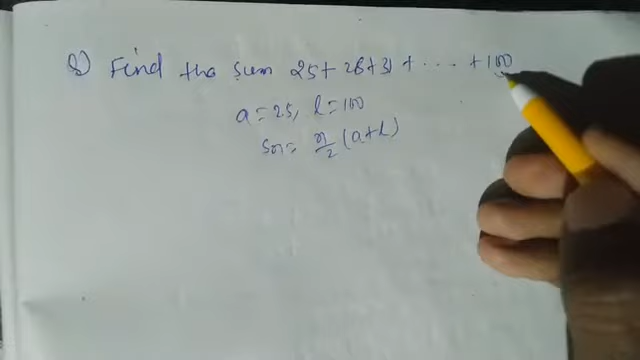 Q) Find the sum 25+28+31+....+100
a=25, l=100
Sn= n/2 (a+l)